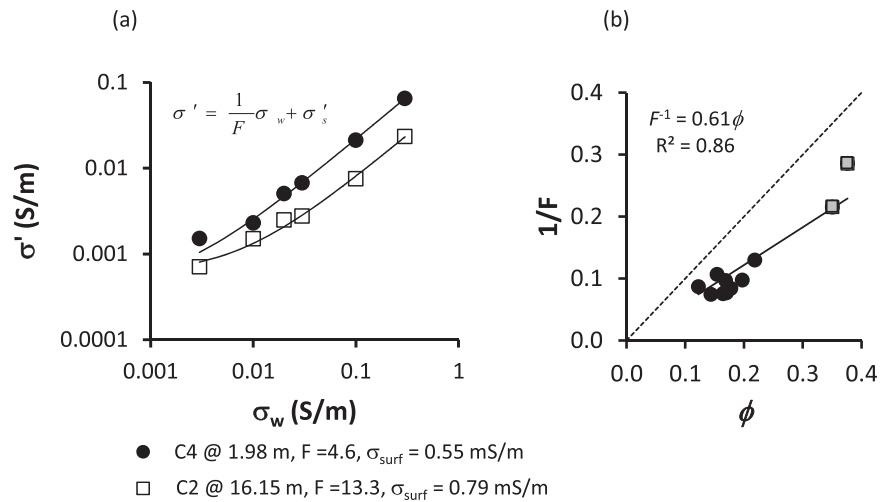 (a)
(b)
0.1
0.01
0.001
0.0001
0.001
0.01
0.1
1
σ' (S/m)
σw (S/m)
σ ' = 1/F σ w + σ's
0.4
0.3
0.2
0.1
0.0
0.0
0.1
0.2
0.3
0.4
1/F
ϕ
F⁻¹ = 0.61ϕ
R² = 0.86
C4 @ 1.98 m, F =4.6, σsurf = 0.55 mS/m
C2 @ 16.15 m, F =13.3, σsurf = 0.79 mS/m